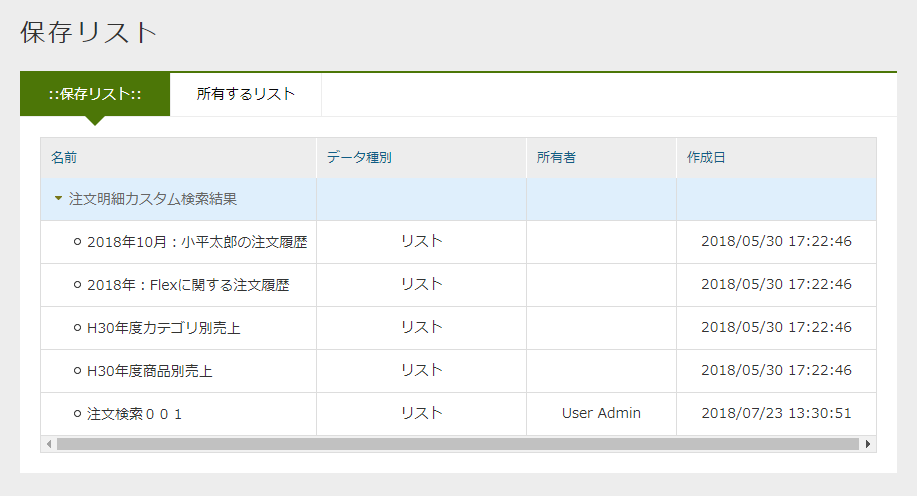 保存リスト
::保存リスト:: 所有するリスト
名前 データ種別 所有者 作成日
注文明細カスタム検索結果
2018年10月：小平太郎の注文履歴 リスト 2018/05/30 17:22:46
2018年：Flexに関する注文履歴 リスト 2018/05/30 17:22:46
H30年度カテゴリ別売上 リスト 2018/05/30 17:22:46
H30年度商品別売上 リスト 2018/05/30 17:22:46
注文検索００１ リスト User Admin 2018/07/23 13:30:51